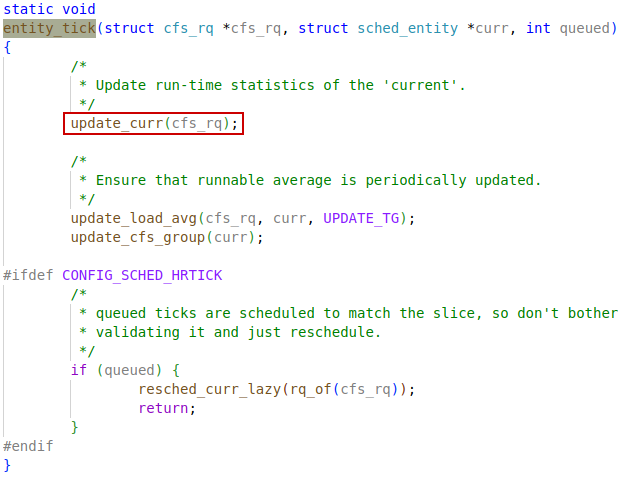 static void
entity_tick(struct cfs_rq *cfs_rq, struct sched_entity *curr, int queued)
{
        /*
         * Update run-time statistics of the 'current'.
         */
        update_curr(cfs_rq);

        /*
         * Ensure that runnable average is periodically updated.
         */
        update_load_avg(cfs_rq, curr, UPDATE_TG);
        update_cfs_group(curr);

#ifdef CONFIG_SCHED_HRTICK
        /*
         * queued ticks are scheduled to match the slice, so don't bother
         * validating it and just reschedule.
         */
        if (queued) {
                resched_curr_lazy(rq_of(cfs_rq));
                return;
        }
#endif
}